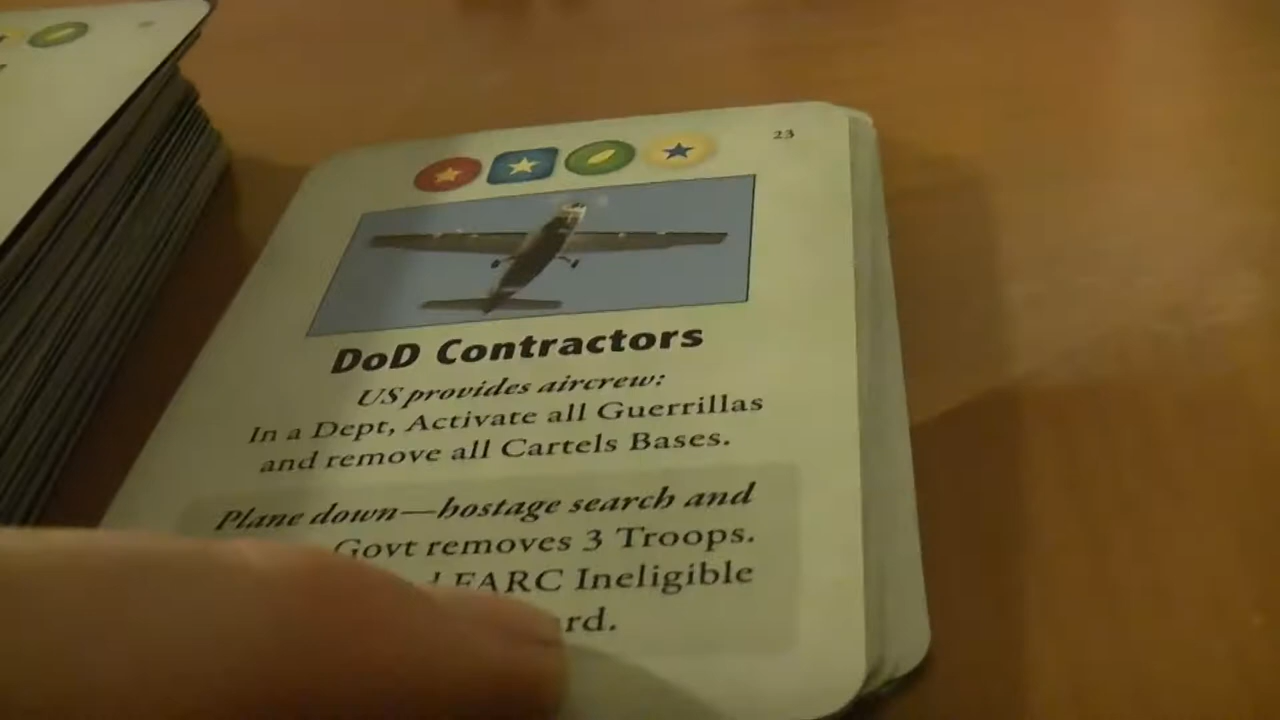 23
DoD Contractors
US provides aircrew:
In a Dept, Activate all Guerrillas
and remove all Cartels Bases.
Plane down—hostage search and
Govt removes 3 Troops.
FARC Ineligible